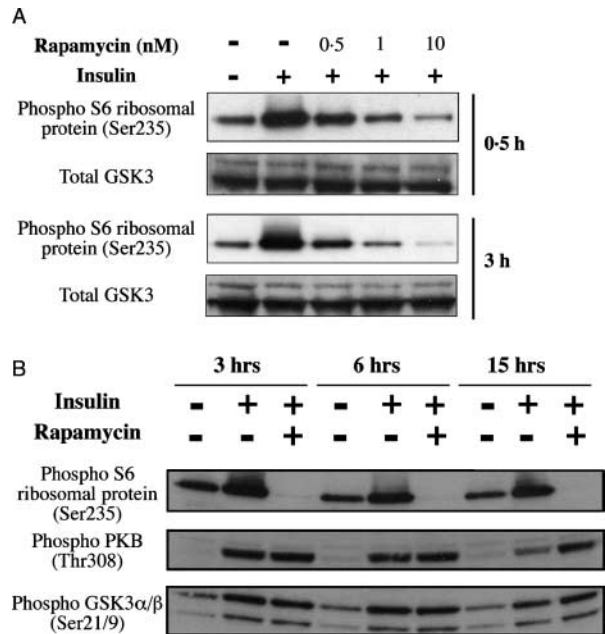 A
Rapamycin (nM) - - 0·5 1 10
Insulin - + + + +
Phospho S6 ribosomal
protein (Ser235)
0·5 h
Total GSK3
Phospho S6 ribosomal
protein (Ser235)
3 h
Total GSK3
B
3 hrs 6 hrs 15 hrs
Insulin - + + - + + - + +
Rapamycin - - + - - + - - +
Phospho S6
ribosomal protein
(Ser235)
Phospho PKB
(Thr308)
Phospho GSK3α/β
(Ser21/9)